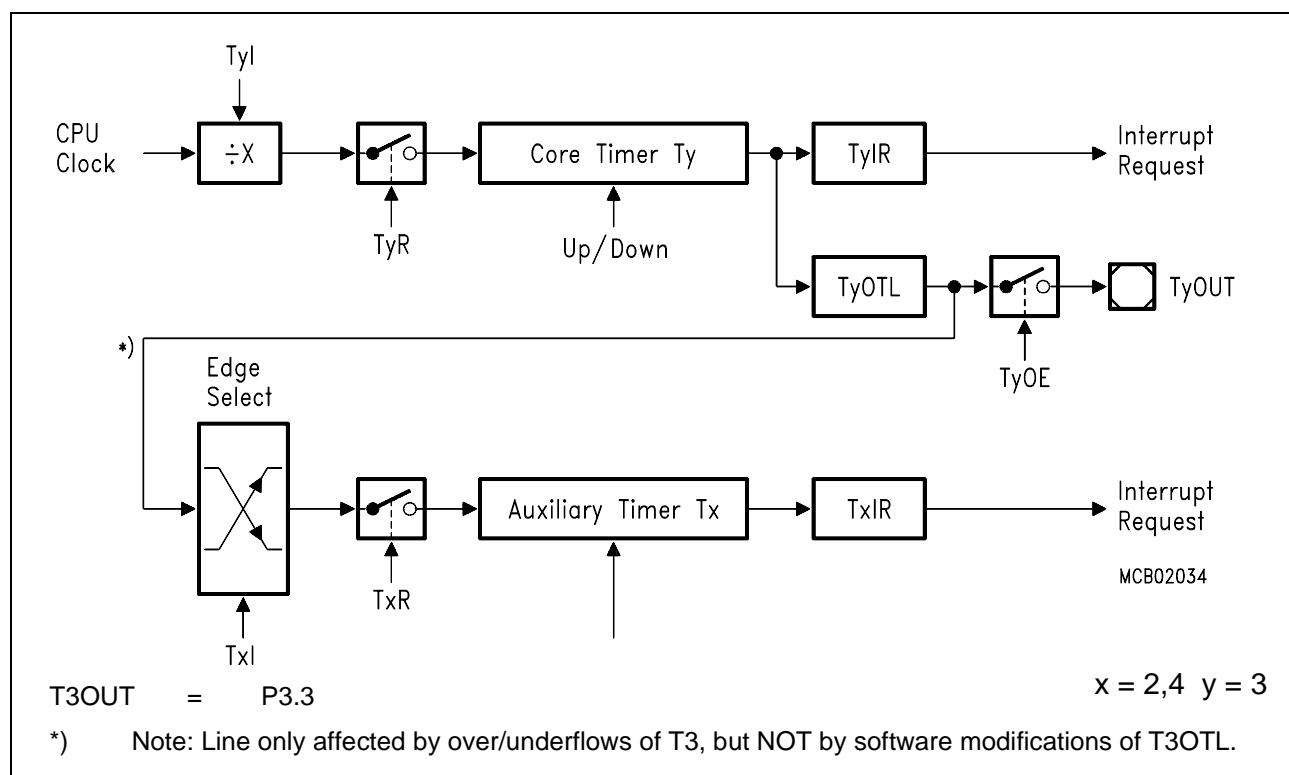 TyI
CPU
Clock
÷X
Core Timer Ty
TyIR
Interrupt
Request
TyR
Up/Down
TyOTL
TyOUT
*)
TyOE
Edge
Select
Auxiliary Timer Tx
TxIR
Interrupt
Request
MCB02034
TxR
TxI
T3OUT = P3.3
x = 2,4 y = 3
*) Note: Line only affected by over/underflows of T3, but NOT by software modifications of T3OTL.